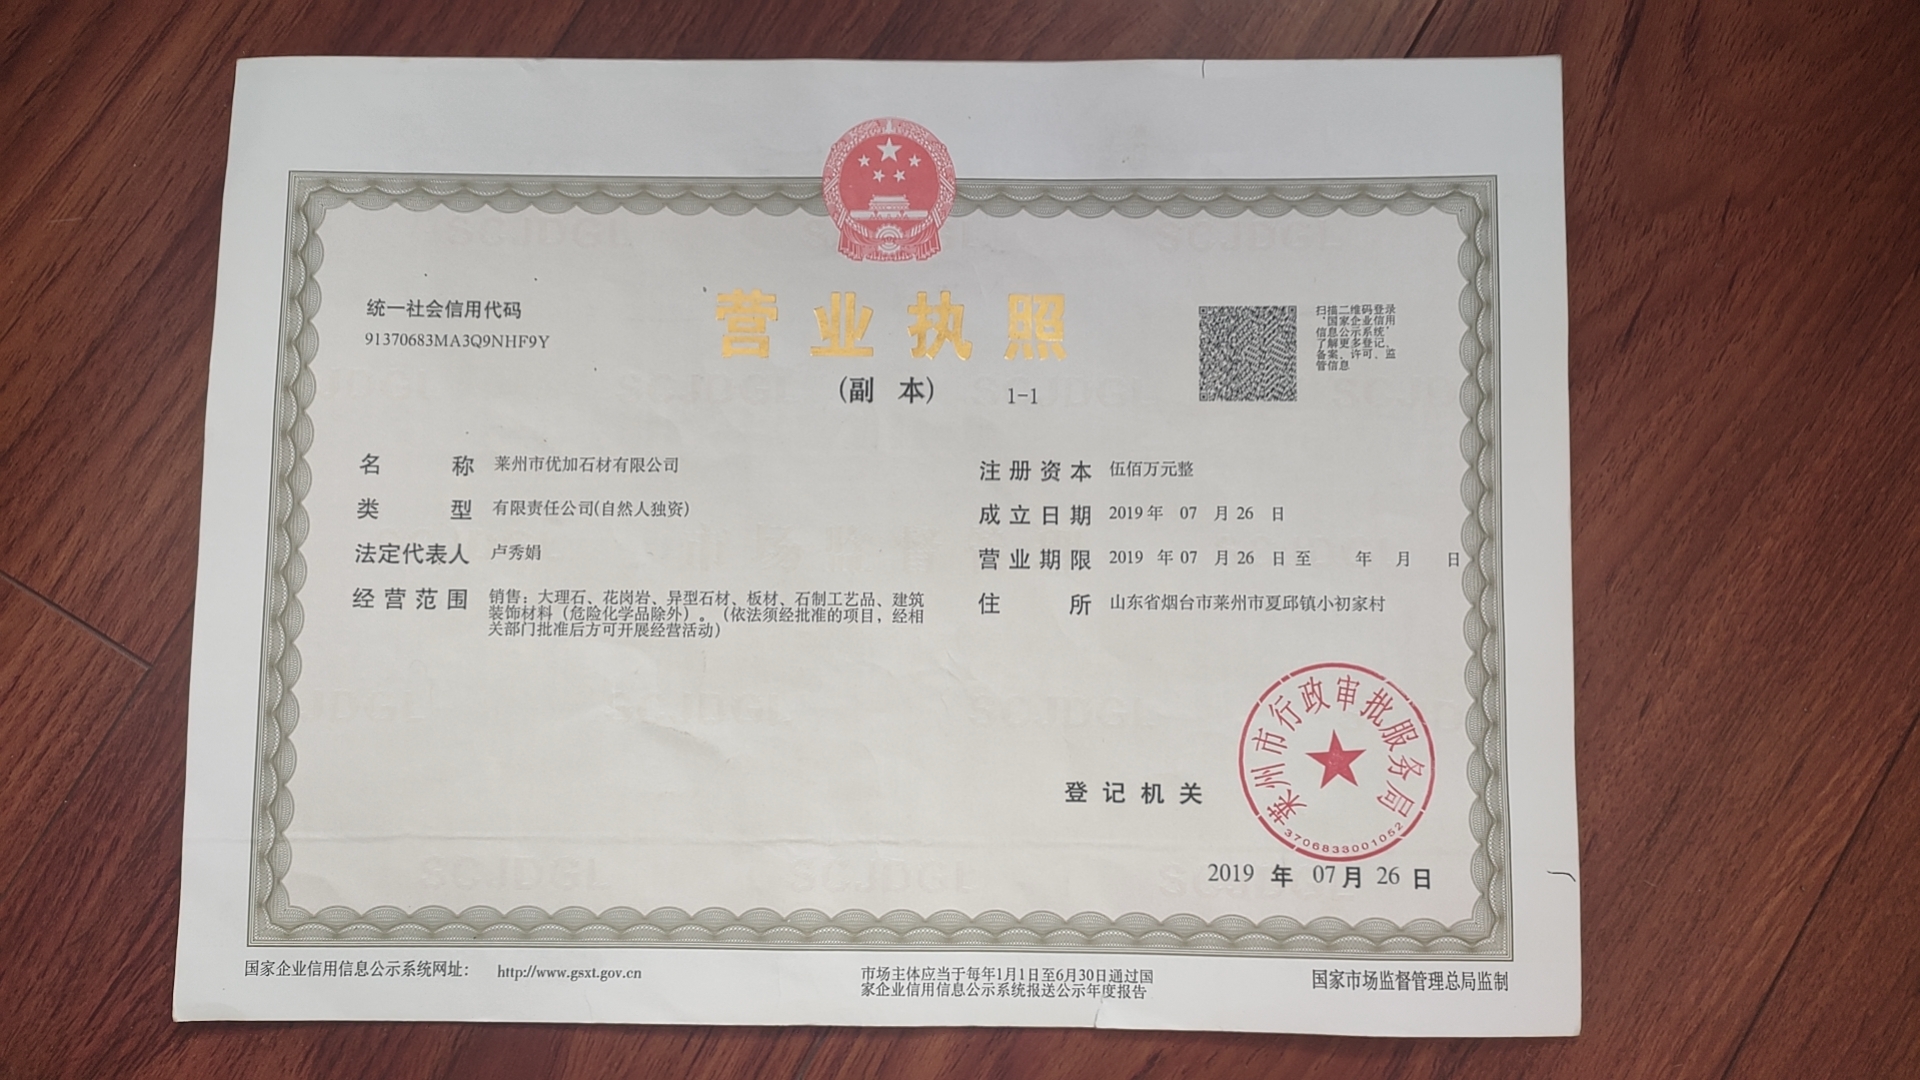 统一社会信用代码
91370683MA3Q9NHF9Y
营业执照
(副 本) 1-1
扫描二维码登录
“国家企业信用
信息公示系统”
了解更多登记、
备案、许可、监
管信息
名 称 莱州市优加石材有限公司
类 型 有限责任公司(自然人独资)
法定代表人 卢秀娟
经营范围 销售：大理石、花岗岩、异型石材、板材、石制工艺品、建筑
装饰材料（危险化学品除外）。（依法须经批准的项目，经相
关部门批准后方可开展经营活动）
注册资本 伍佰万元整
成立日期 2019 年 07 月 26 日
营业期限 2019 年 07 月 26 日 至 年 月 日
住 所 山东省烟台市莱州市夏邱镇小初家村
登记机关
莱州市行政审批服务局
3706833001052
2019 年 07 月 26 日
国家企业信用信息公示系统网址： http://www.gsxt.gov.cn
市场主体应当于每年1月1日至6月30日通过国
家企业信用信息公示系统报送公示年度报告
国家市场监督管理总局监制